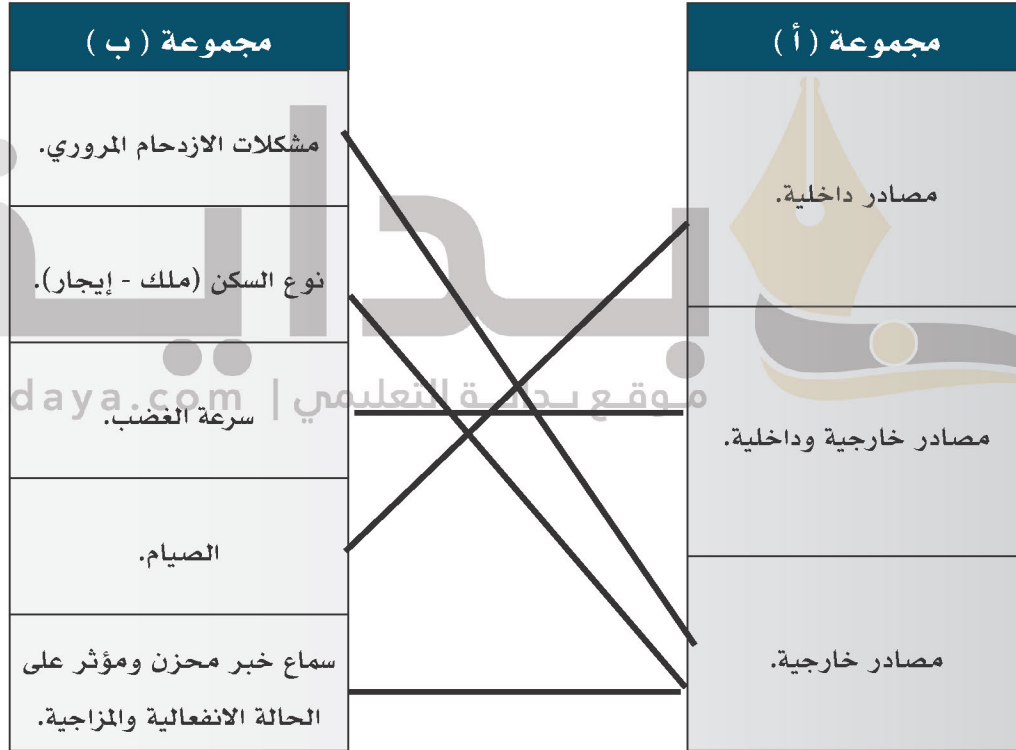 مجموعة ( أ )
مصادر داخلية.
مصادر خارجية وداخلية.
مصادر خارجية.
مجموعة ( ب )
مشكلات الازدحام المروري.
نوع السكن (ملك - إيجار).
سرعة الغضب.
الصيام.
سماع خبر محزن ومؤثر على
الحالة الانفعالية والمزاجية.
بداية
موقع بداية التعليمي | daya.com